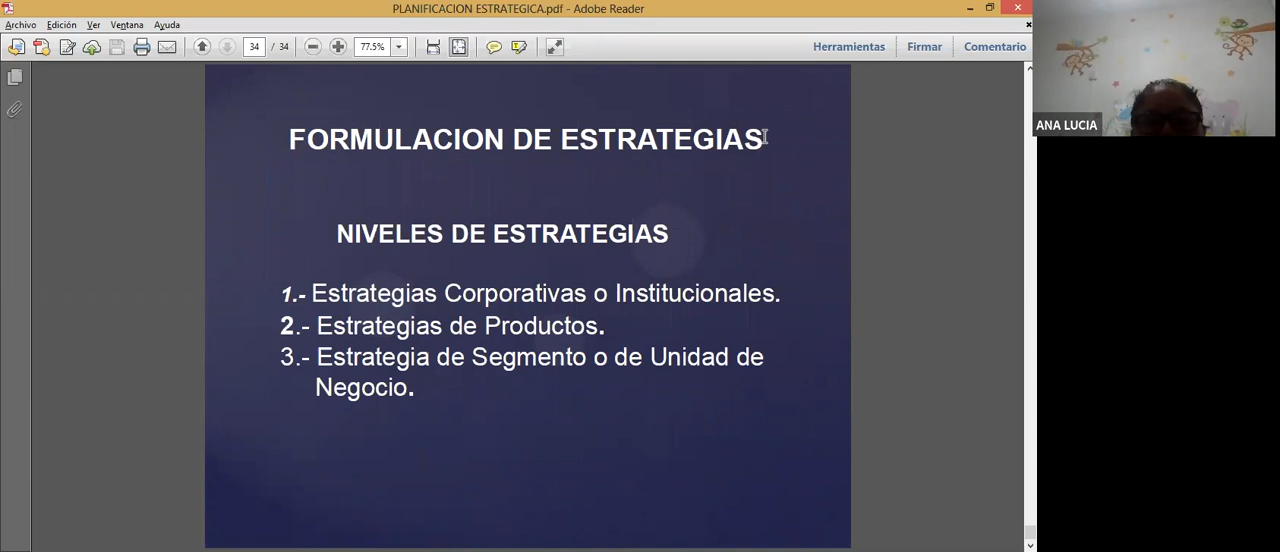 PLANIFICACION ESTRATEGICA.pdf - Adobe Reader
Archivo Edición Ver Ventana Ayuda
34 / 34 77.5% Herramientas Firmar Comentario
ANA LUCIA
FORMULACION DE ESTRATEGIAS
NIVELES DE ESTRATEGIAS
1.- Estrategias Corporativas o Institucionales.
2.- Estrategias de Productos.
3.- Estrategia de Segmento o de Unidad de
Negocio.